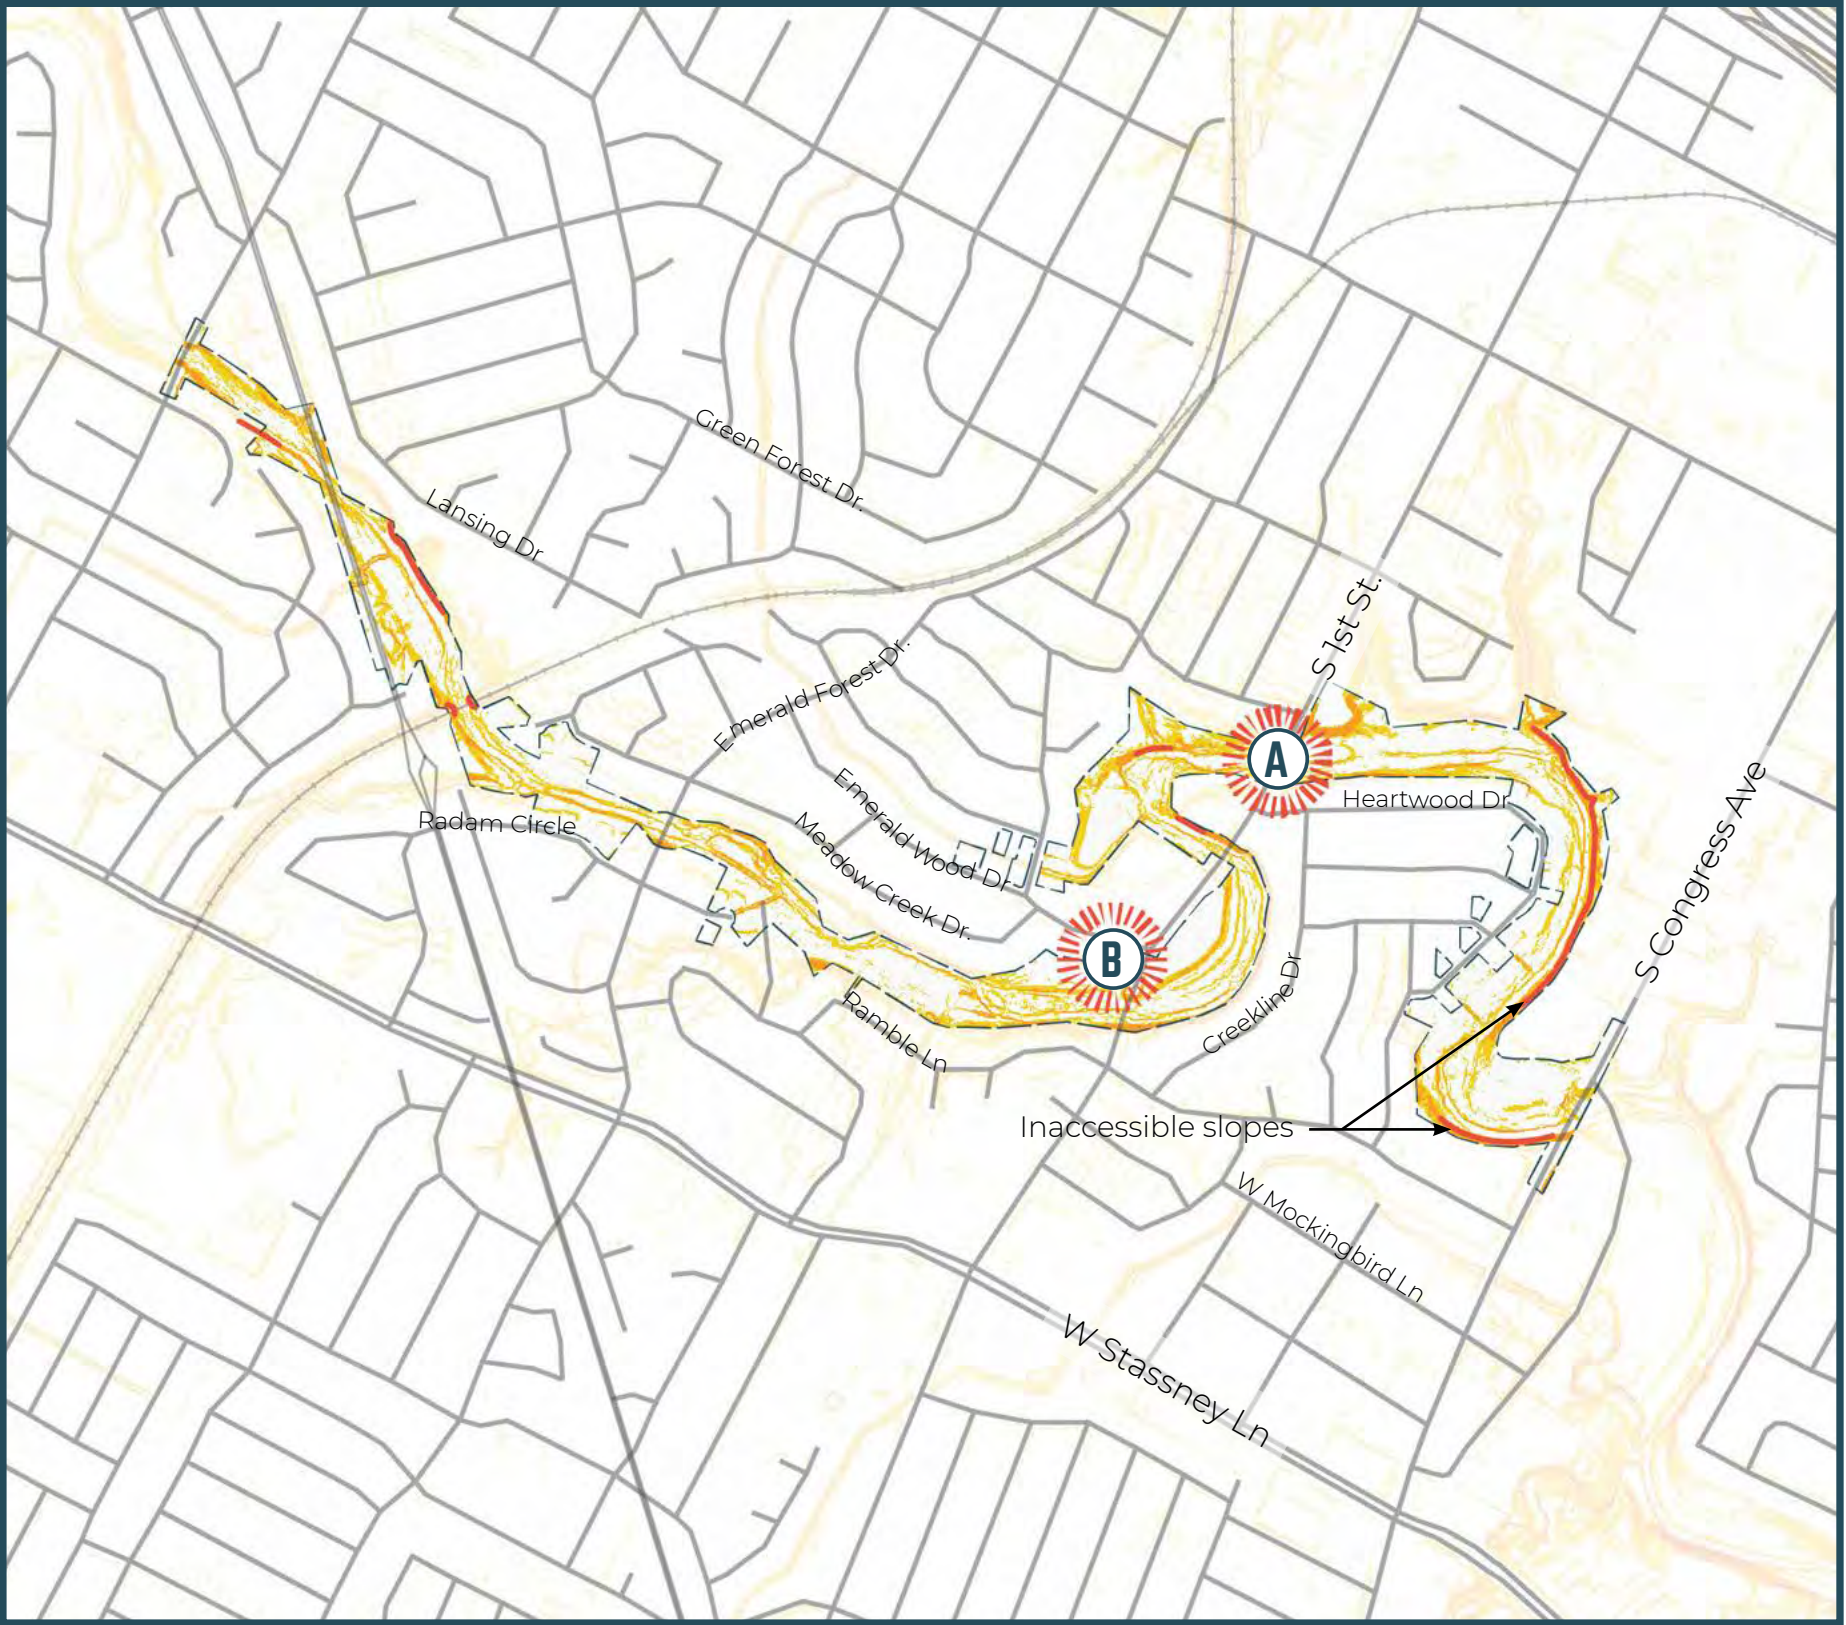 Green Forest Dr.
Lansing Dr
S 1st St.
Emerald Forest Dr.
A
Emerald Wood Dr
Heartwood Dr
S Congress Ave
Radam Circle
Meadow Creek Dr.
B
Ramble Ln
Creekline Dr
Inaccessible slopes
W Mockingbird Ln
W Stassney Ln